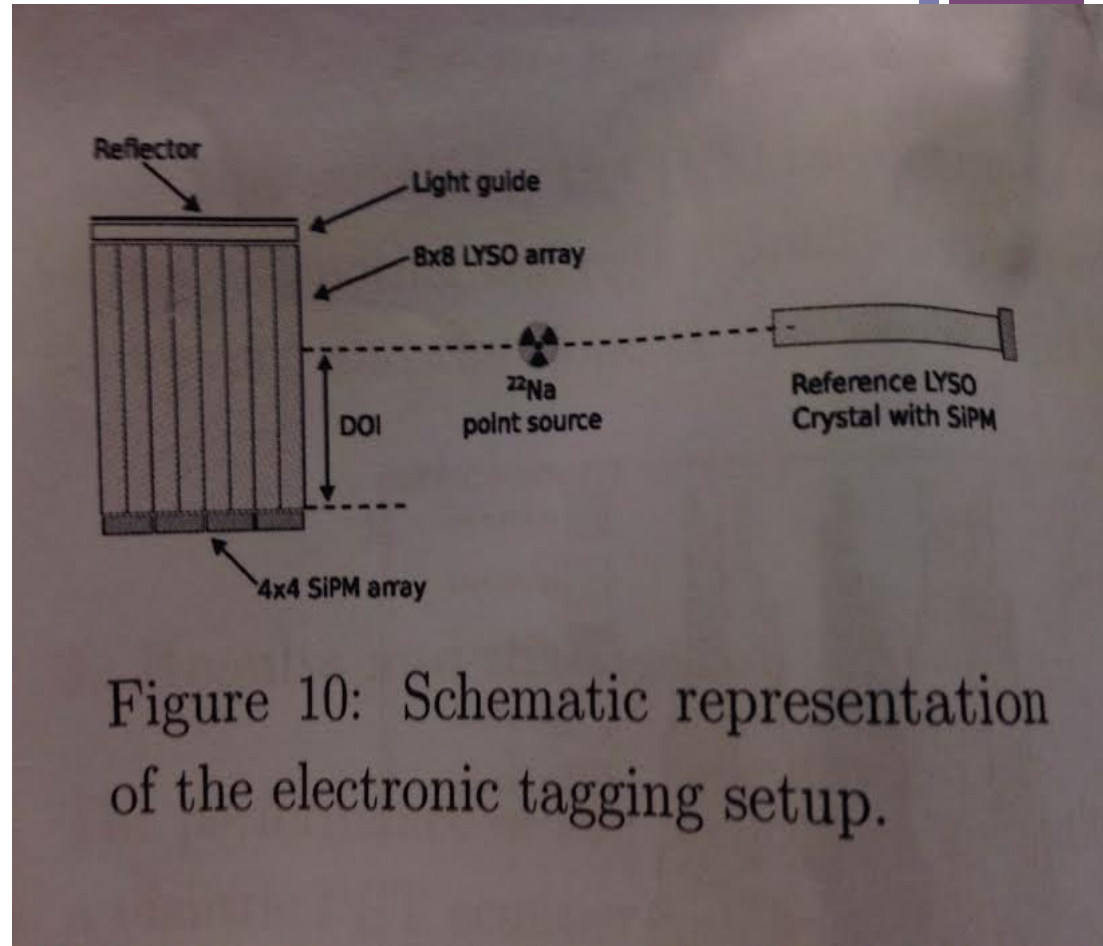 Reflector
Light guide
8x8 LYSO array
²²Na
point source
DOI
Reference LYSO
Crystal with SiPM
4x4 SiPM array
Figure 10: Schematic representation
of the electronic tagging setup.